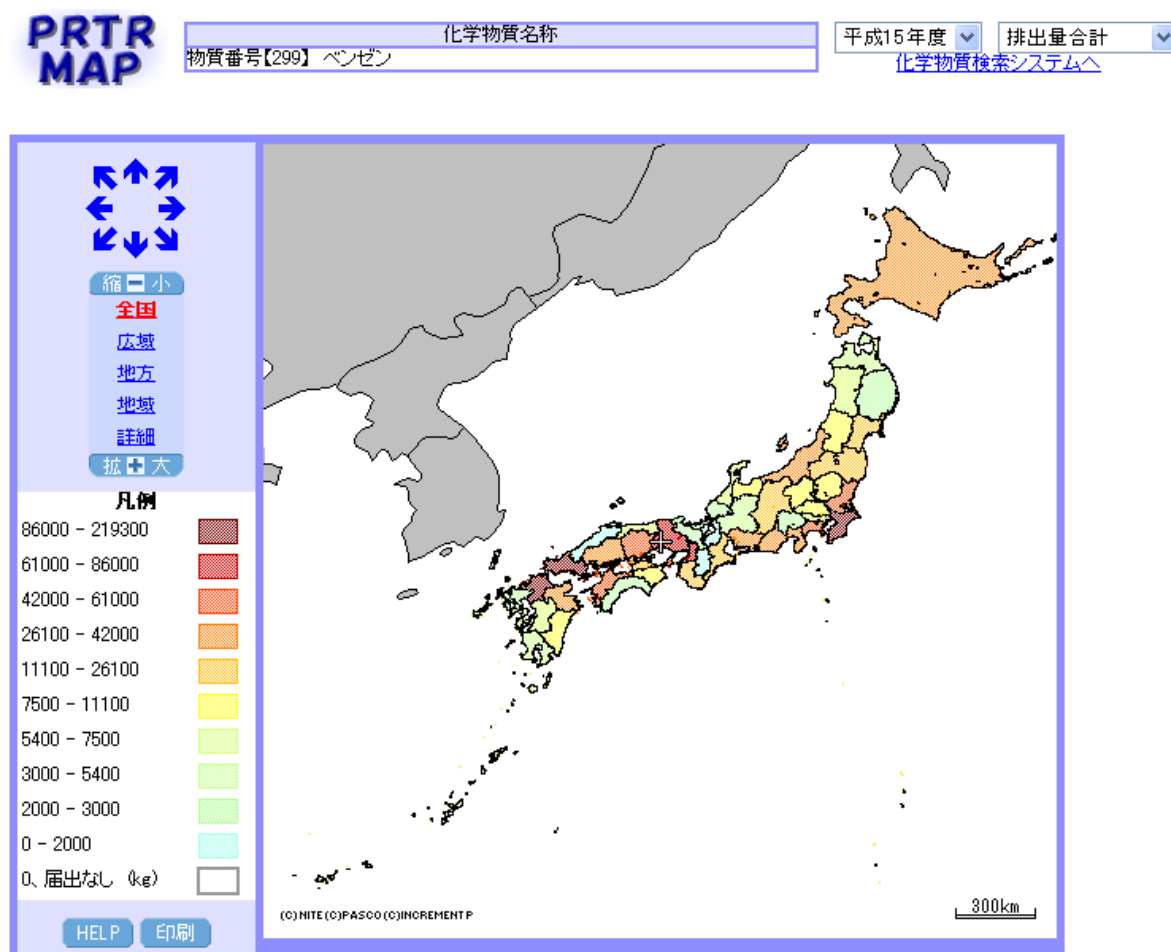 PRTR
MAP
化学物質名称
物質番号【299】 ベンゼン
平成15年度
排出量合計
化学物質検索システムへ
縮 小
全国
広域
地方
地域
詳細
拡 大
凡例
86000 - 219300
61000 - 86000
42000 - 61000
26100 - 42000
11100 - 26100
7500 - 11100
5400 - 7500
3000 - 5400
2000 - 3000
0 - 2000
0、届出なし (kg)
HELP
印刷
(C)NITE(C)PASCO(C)INCREMENT P
300km